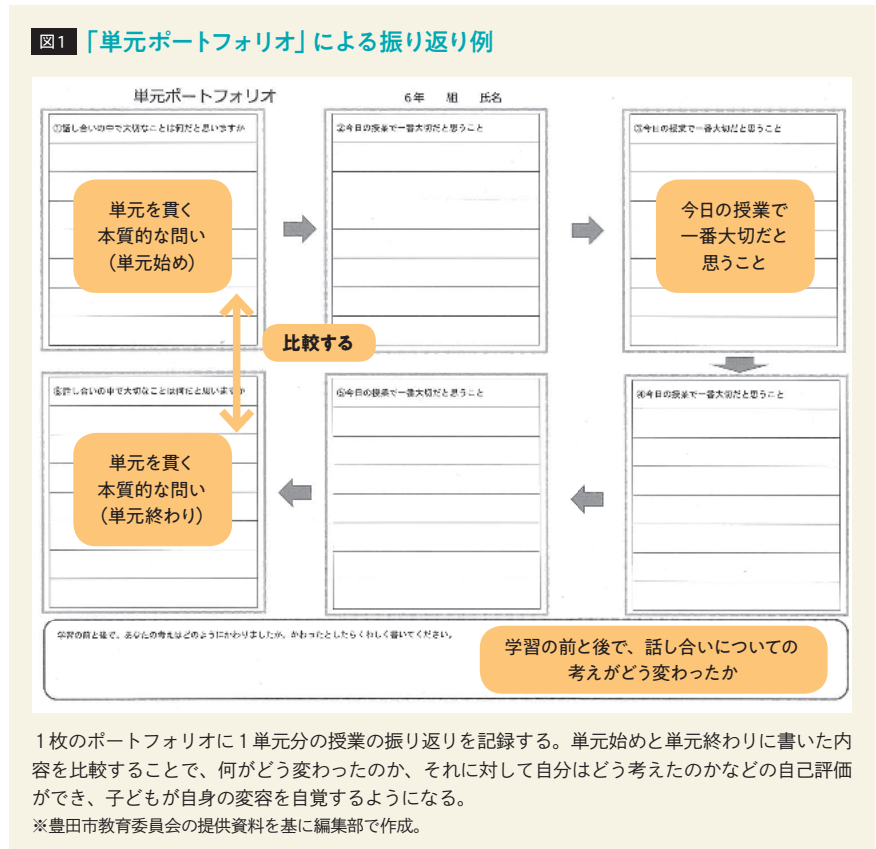 図1 「単元ポートフォリオ」による振り返り例
単元ポートフォリオ
6年 組 氏名
①話し合いの中で大切なことは何だと思いますか
単元を貫く
本質的な問い
(単元始め)
②今日の授業で一番大切だと思うこと
③今日の授業で一番大切だと思うこと
今日の授業で
一番大切だと
思うこと
比較する
④今日の授業で一番大切だと思うこと
⑤今日の授業で一番大切だと思うこと
⑥話し合いの中で大切なことは何だと思いますか
単元を貫く
本質的な問い
(単元終わり)
学習の前と後で、あなたの考えはどのようにかわりましたか。かわったとしたらくわしく書いてください。
学習の前と後で、話し合いについての
考えがどう変わったか
1枚のポートフォリオに1単元分の授業の振り返りを記録する。単元始めと単元終わりに書いた内
容を比較することで、何がどう変わったのか、それに対して自分はどう考えたのかなどの自己評価
ができ、子どもが自身の変容を自覚するようになる。
※豊田市教育委員会の提供資料を基に編集部で作成。